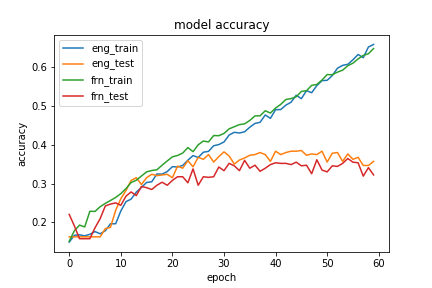 model accuracy
eng_train
eng_test
frn_train
frn_test
accuracy
0.6
0.5
0.4
0.3
0.2
0 10 20 30 40 50 60
epoch